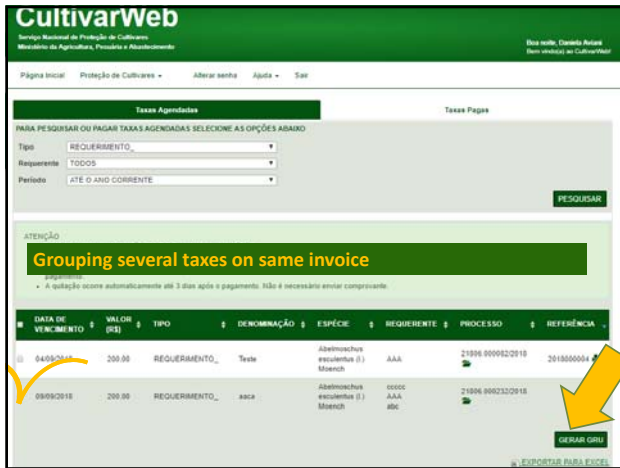 CultivarWeb
Serviço Nacional de Proteção de Cultivares
Ministério da Agricultura, Pecuária e Abastecimento
Boa noite, Daniela Aviani
Bem vindo(a) ao CultivarWeb!
Página Inicial Proteção de Cultivares Alterar senha Ajuda Sair
Taxas Agendadas Taxas Pagas
PARA PESQUISAR OU PAGAR TAXAS AGENDADAS SELECIONE AS OPÇÕES ABAIXO
Tipo REQUERIMENTO_
Requerente TODOS
Período ATÉ O ANO CORRENTE
PESQUISAR
ATENÇÃO
Grouping several taxes on same invoice
pagamento.
• A quitação ocorre automaticamente até 3 dias após o pagamento. Não é necessário enviar comprovante.
DATA DE VENCIMENTO VALOR (R$) TIPO DENOMINAÇÃO ESPÉCIE REQUERENTE PROCESSO REFERÊNCIA
04/09/2018 200.00 REQUERIMENTO_ Teste Abelmoschus esculentus (l.) Moench AAA 21806.000082/2018 2018000004
09/09/2018 200.00 REQUERIMENTO_ aaca Abelmoschus esculentus (l.) Moench ccccc AAA abc
GERAR GRU
EXPORTAR PARA EXCEL